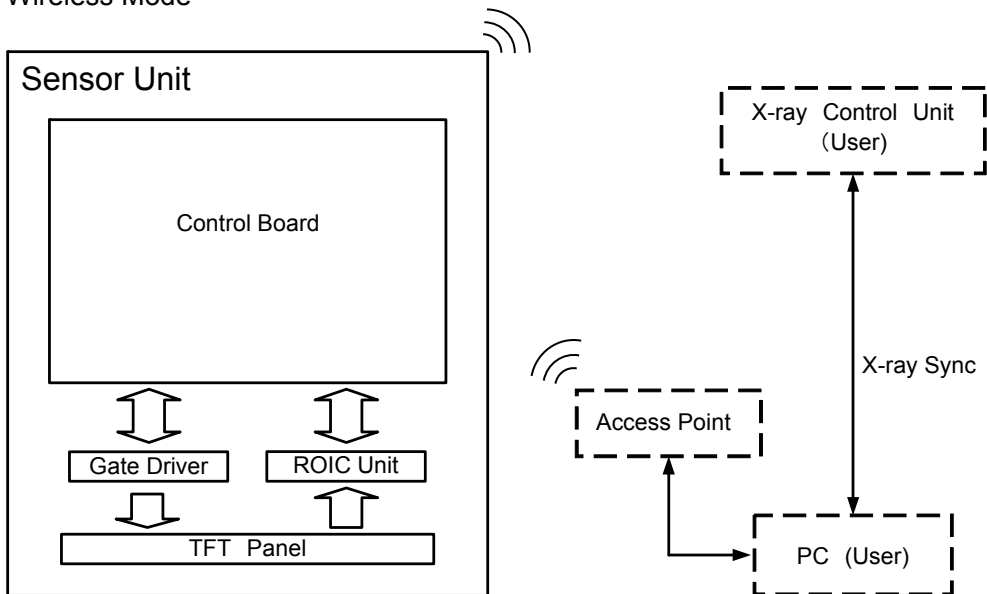 Wireless Mode
Sensor Unit
Control Board
Gate Driver
ROIC Unit
TFT Panel
X-ray Control Unit
（User)
X-ray Sync
Access Point
PC (User)